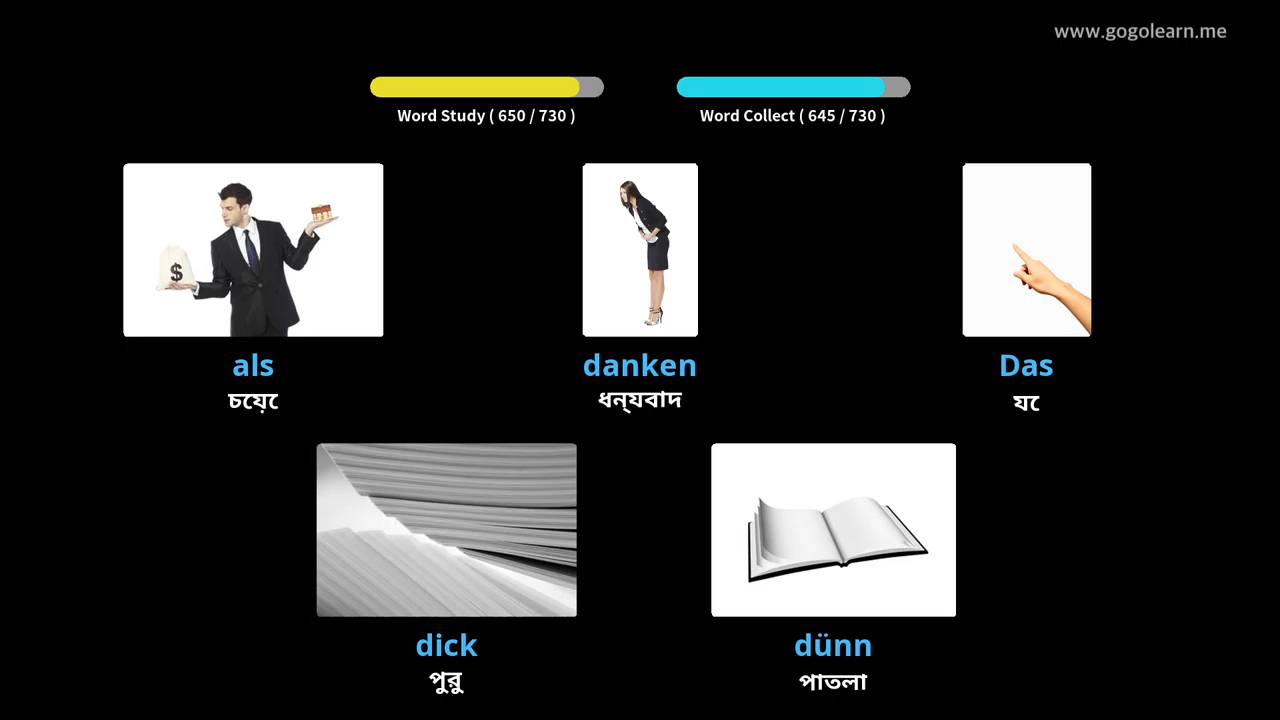 www.gogolearn.me
Word Study ( 650 / 730 )
Word Collect ( 645 / 730 )
als
চেয়ে
danken
ধন্যবাদ
Das
যে
dick
পুরু
dünn
পাতলা